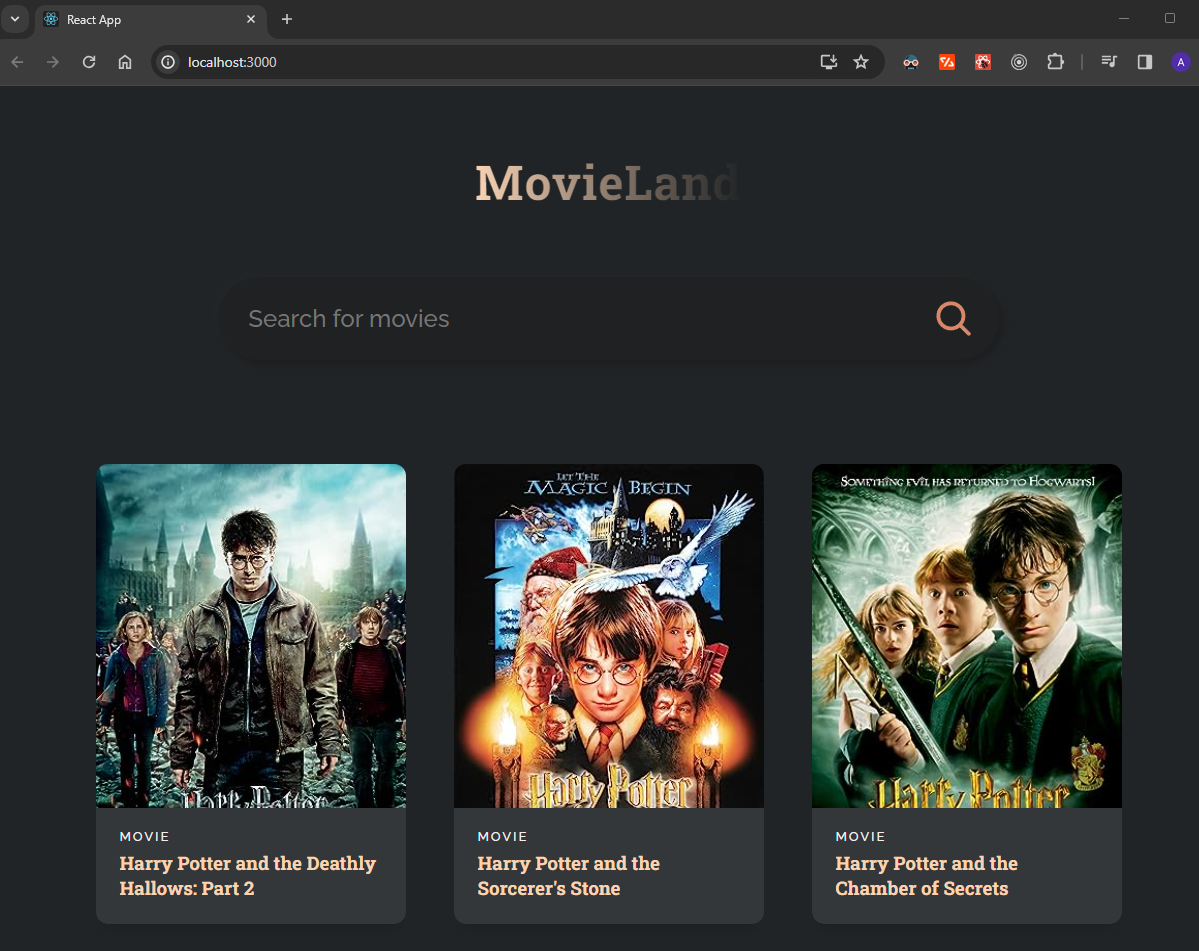 React App
localhost:3000
A
MovieLand
Search for movies
LET THE
MAGIC BEGIN
SOMETHING EVIL HAS RETURNED TO HOGWARTS!
Harry Potter
Harry Potter
Harry Potter
MOVIE
MOVIE
MOVIE
Harry Potter and the Deathly
Hallows: Part 2
Harry Potter and the
Sorcerer's Stone
Harry Potter and the
Chamber of Secrets